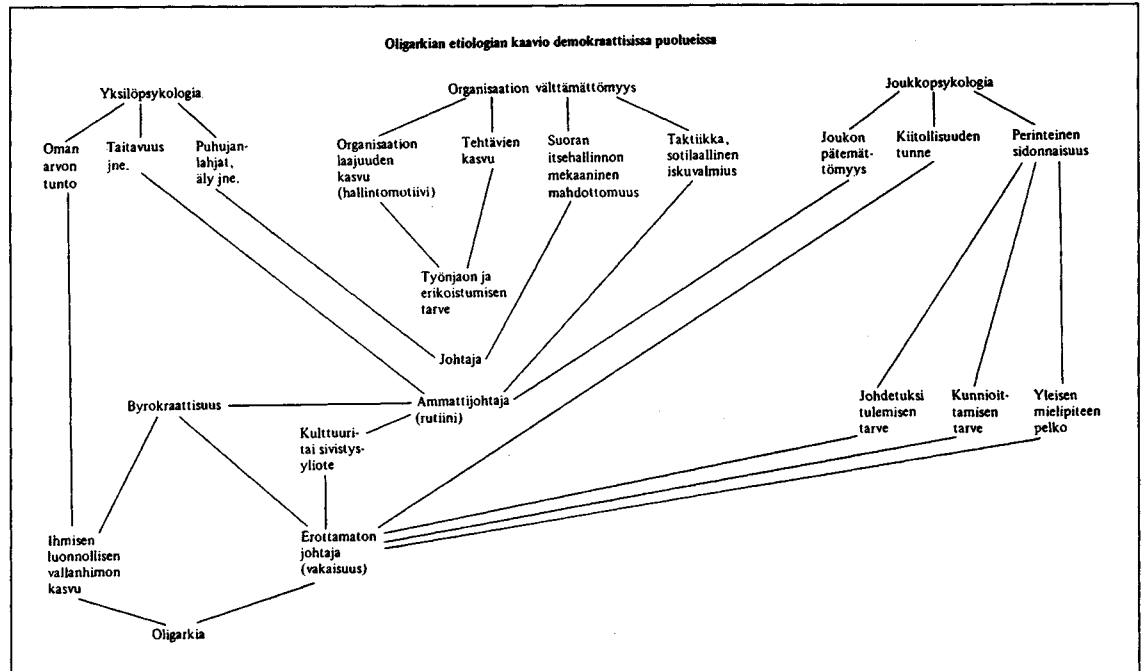 Oligarkian etiologian kaavio demokraattisissa puolueissa
Yksilöpsykologia
Organisaation välttämättömyys
Joukkopsykologia
Oman
arvon
tunto
Taitavuus
jne.
Puhujan-
lahjat,
äly jne.
Organisaation
laajuuden
kasvu
(hallintomotiivi)
Tehtävien
kasvu
Suoran
itsehallinnon
mekaaninen
mahdottomuus
Taktiikka,
sotilaallinen
iskuvalmius
Joukon
pätemät-
tömyys
Kiitollisuuden
tunne
Perinteinen
sidonnaisuus
Työnjaon ja
erikoistumisen
tarve
Johtaja
Byrokraattisuus
Ammattijohtaja
(rutiini)
Johdetuksi
tulemisen
tarve
Kunnioit-
tamisen
tarve
Yleisen
mielipiteen
pelko
Kulttuuri-
tai sivistys-
yliote
Ihmisen
luonnollisen
vallanhimon
kasvu
Erottamaton
johtaja
(vakaisuus)
Oligarkia